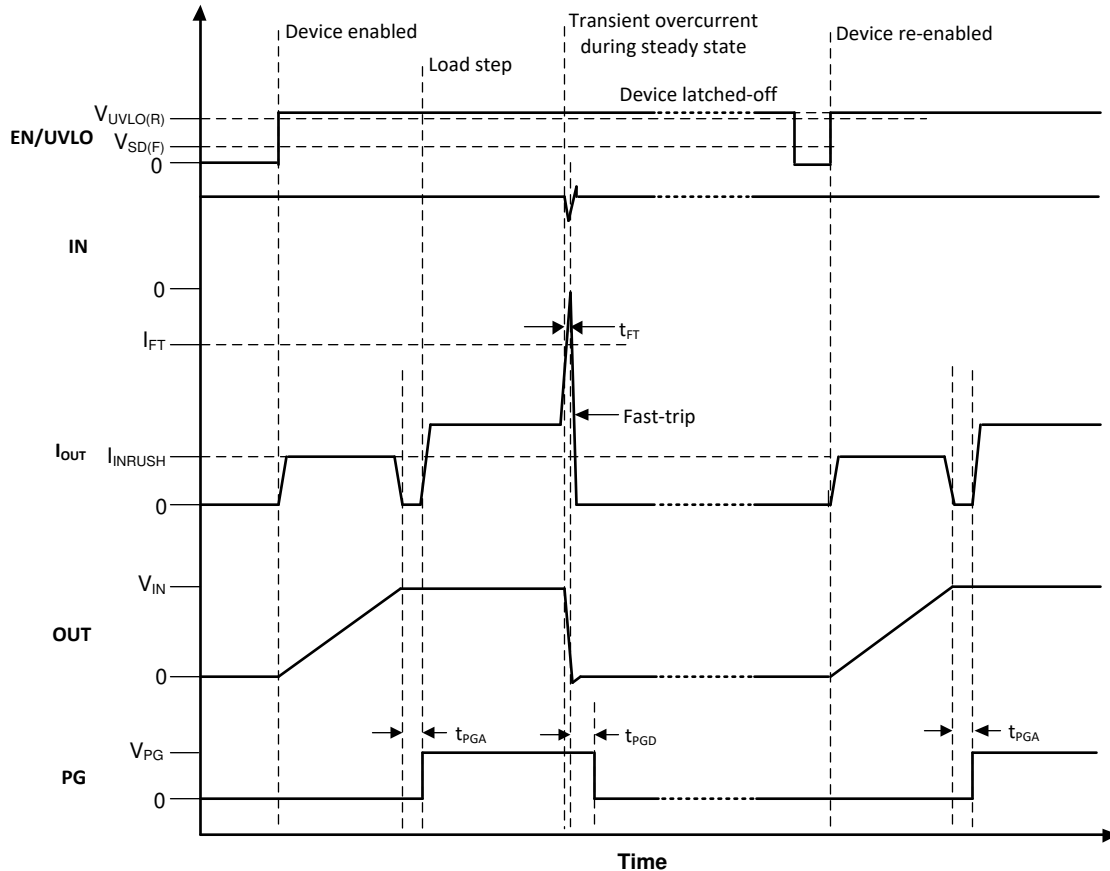 Device enabled
Transient overcurrent
during steady state
Device re-enabled
Load step
Device latched-off
V_UVLO(R)
EN/UVLO
V_SD(F)
0
IN
0
I_FT
t_FT
Fast-trip
I_OUT
I_INRUSH
0
V_IN
OUT
0
t_PGA
t_PGD
t_PGA
V_PG
PG
0
Time